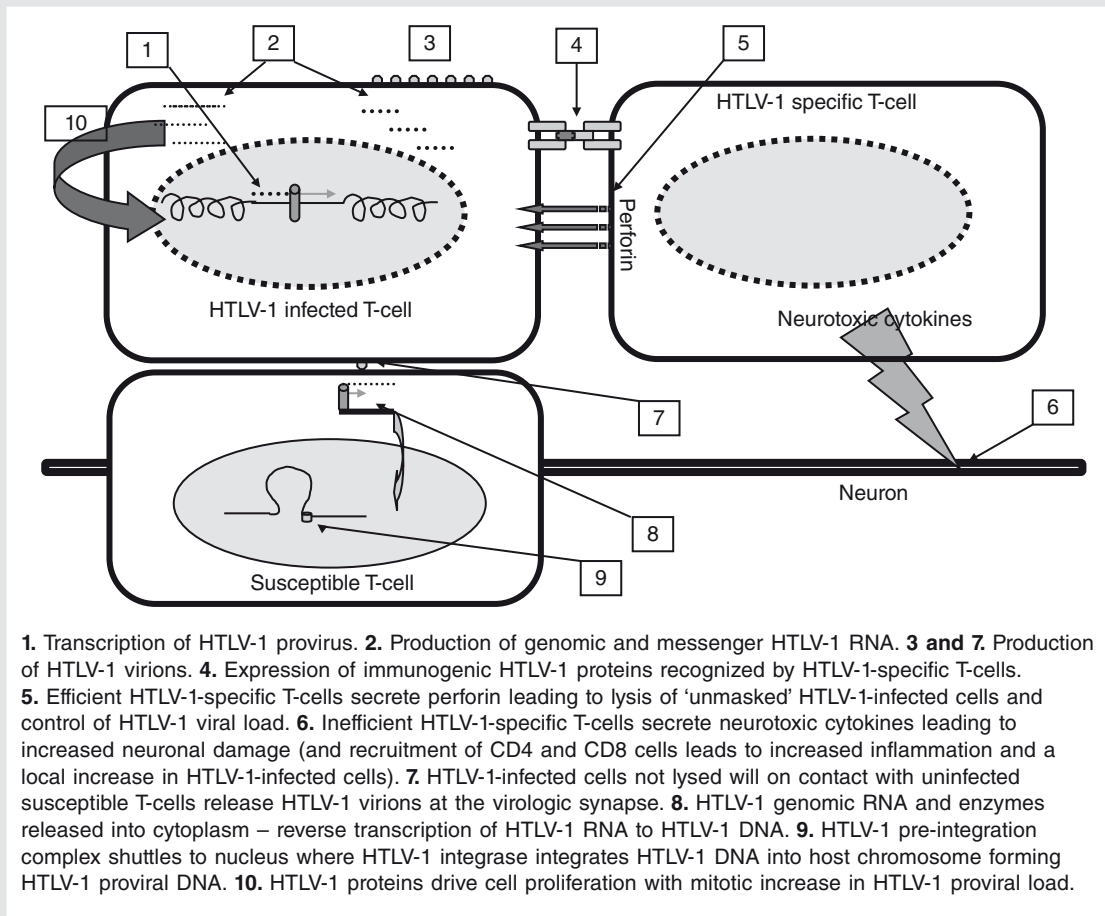 1
2
3
4
5
10
HTLV-1 specific T-cell
Perforin
HTLV-1 infected T-cell
Neurotoxic cytokines
7
6
Neuron
8
9
Susceptible T-cell
1. Transcription of HTLV-1 provirus. 2. Production of genomic and messenger HTLV-1 RNA. 3 and 7. Production
of HTLV-1 virions. 4. Expression of immunogenic HTLV-1 proteins recognized by HTLV-1-specific T-cells.
5. Efficient HTLV-1-specific T-cells secrete perforin leading to lysis of ‘unmasked’ HTLV-1-infected cells and
control of HTLV-1 viral load. 6. Inefficient HTLV-1-specific T-cells secrete neurotoxic cytokines leading to
increased neuronal damage (and recruitment of CD4 and CD8 cells leads to increased inflammation and a
local increase in HTLV-1-infected cells). 7. HTLV-1-infected cells not lysed will on contact with uninfected
susceptible T-cells release HTLV-1 virions at the virologic synapse. 8. HTLV-1 genomic RNA and enzymes
released into cytoplasm – reverse transcription of HTLV-1 RNA to HTLV-1 DNA. 9. HTLV-1 pre-integration
complex shuttles to nucleus where HTLV-1 integrase integrates HTLV-1 DNA into host chromosome forming
HTLV-1 proviral DNA. 10. HTLV-1 proteins drive cell proliferation with mitotic increase in HTLV-1 proviral load.